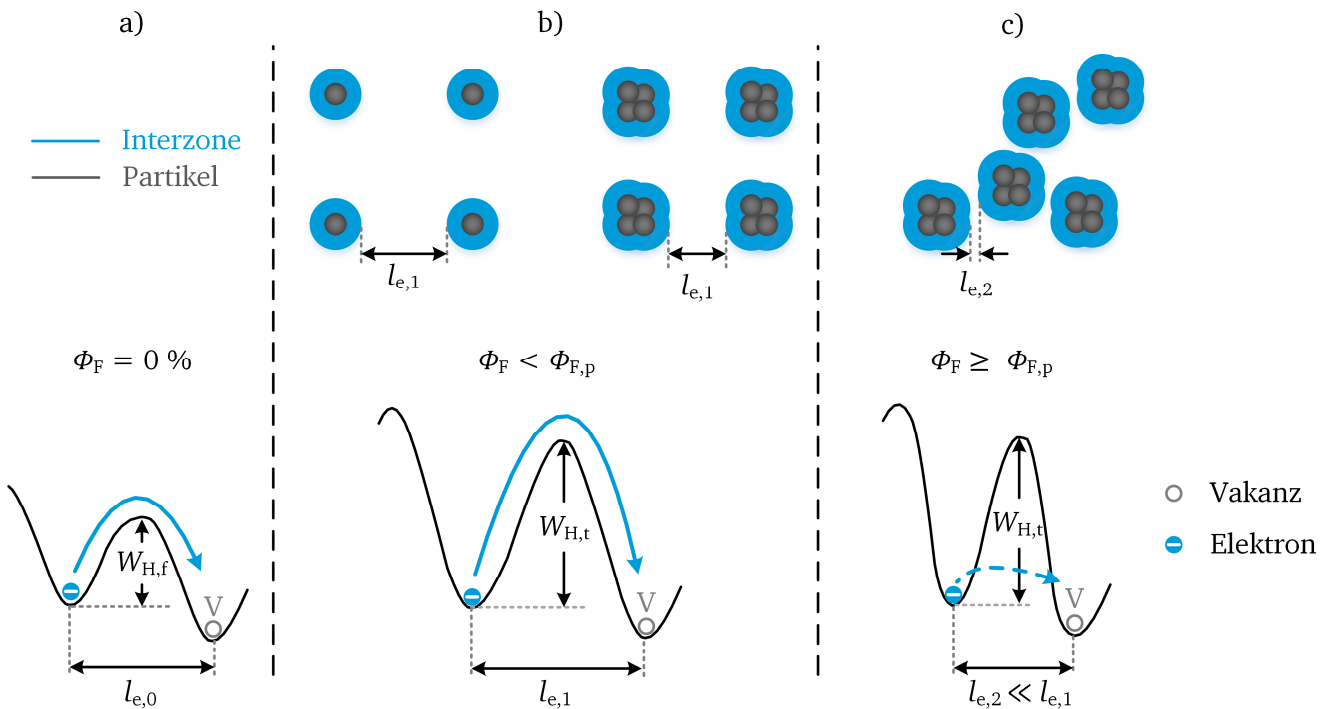 a)
b)
c)
Interzone
Partikel
l_e,1
l_e,1
l_e,2
Φ_F = 0 %
Φ_F < Φ_F,p
Φ_F ≥ Φ_F,p
W_H,f
V
l_e,0
W_H,t
V
l_e,1
W_H,t
V
l_e,2 ≪ l_e,1
Vakanz
Elektron